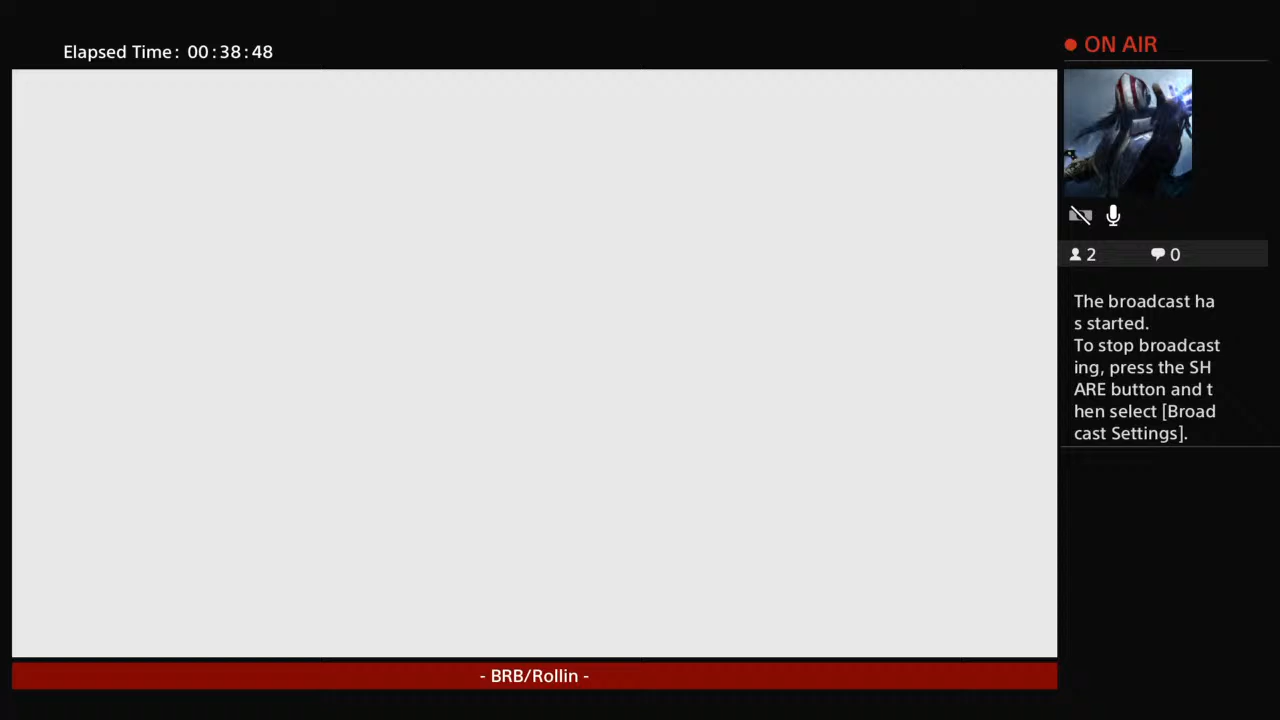 Elapsed Time: 00:38:48
ON AIR
2 0
The broadcast ha
s started.
To stop broadcast
ing, press the SH
ARE button and t
hen select [Broad
cast Settings].
- BRB/Rollin -